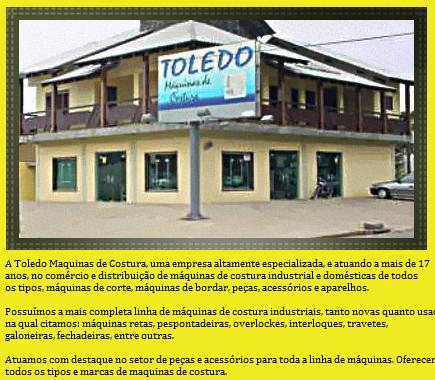 TOLEDO
Máquinas de
Costura
A Toledo Maquinas de Costura, uma empresa altamente especializada, e atuando a mais de 17
anos, no comércio e distribuição de máquinas de costura industrial e domésticas de todos
os tipos, máquinas de corte, máquinas de bordar, peças, acessórios e aparelhos.
Possuímos a mais completa linha de máquinas de costura industriais, tanto novas quanto usad
na qual citamos: máquinas retas, pespontadeiras, overlockes, interloques, travetes,
galoneiras, fechadeiras, entre outras.
Atuamos com destaque no setor de peças e acessórios para toda a linha de máquinas. Oferecem
todos os tipos e marcas de maquinas de costura.